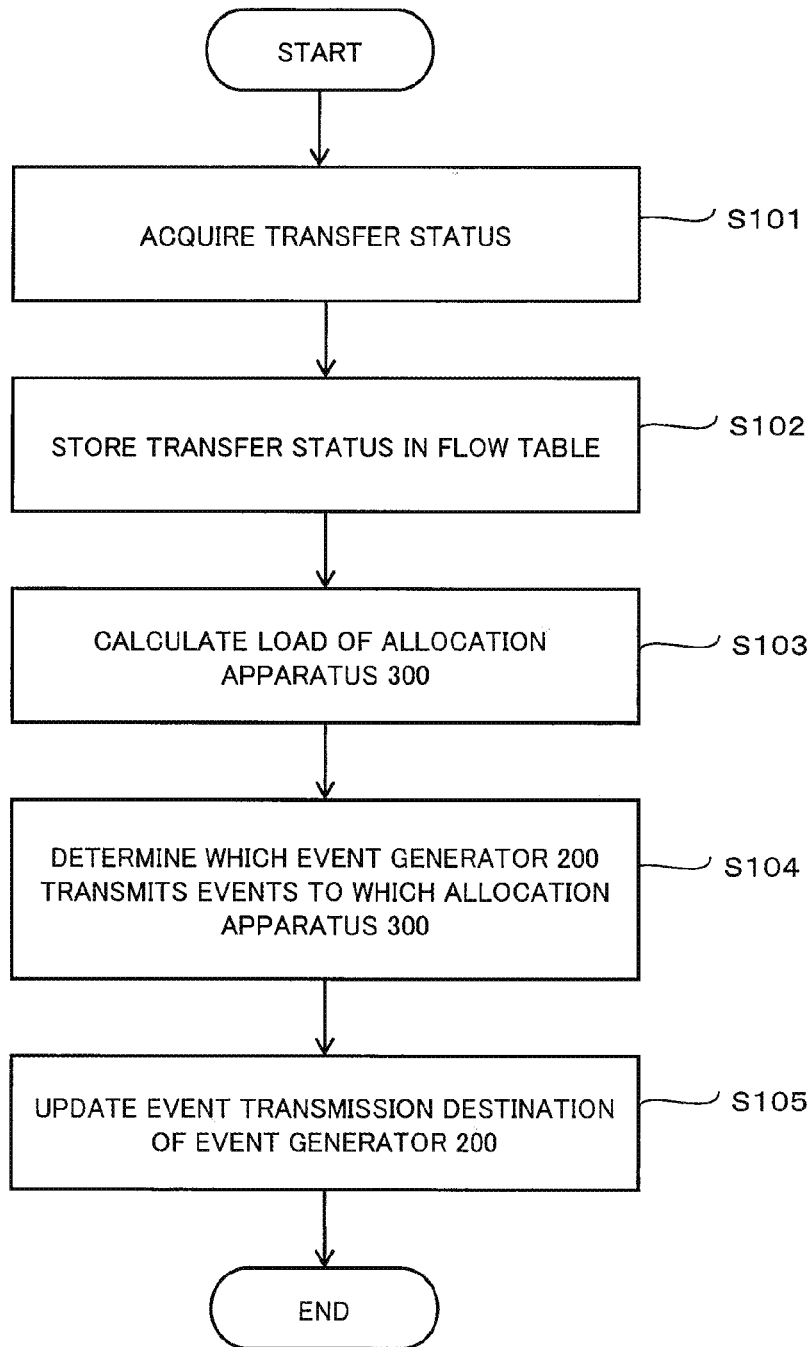 START
ACQUIRE TRANSFER STATUS
S101
STORE TRANSFER STATUS IN FLOW TABLE
S102
CALCULATE LOAD OF ALLOCATION
APPARATUS 300
S103
DETERMINE WHICH EVENT GENERATOR 200
TRANSMITS EVENTS TO WHICH ALLOCATION
APPARATUS 300
S104
UPDATE EVENT TRANSMISSION DESTINATION
OF EVENT GENERATOR 200
S105
END